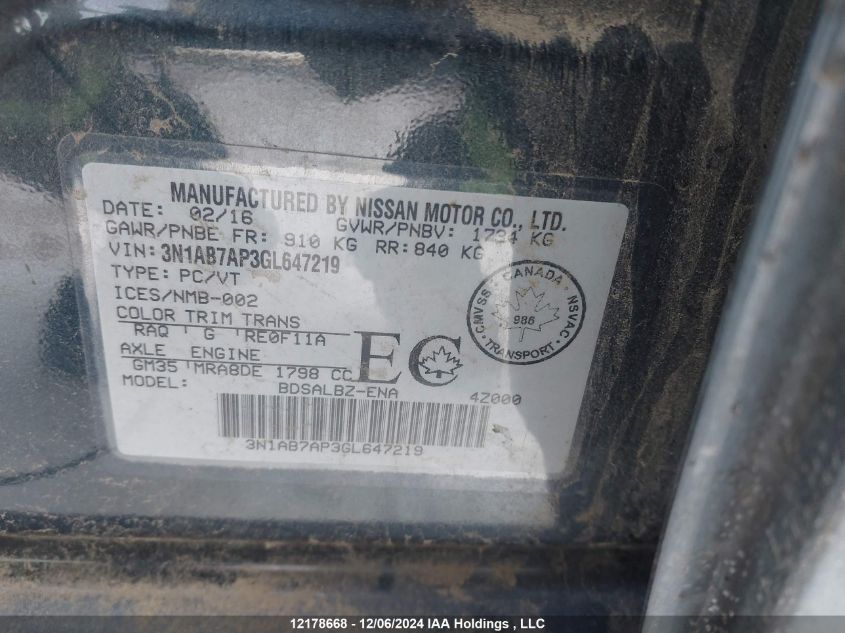 MANUFACTURED BY NISSAN MOTOR CO., LTD.
DATE: 02/16 GVWR/PNBV: 1734 KG
GAWR/PNBE FR: 910 KG RR: 840 KG
VIN: 3N1AB7AP3GL647219
TYPE: PC/VT
ICES/NMB-002
COLOR TRIM TRANS
RAQ ' G ' RE0F11A
AXLE ENGINE
GM35 ' MRA8DE 1798 CC
EC
MODEL: BDSALBZ-ENA 4Z000
3N1AB7AP3GL647219
CANADA
CMVSS NSVAC
986
TRANSPORT
12178668 - 12/06/2024 IAA Holdings , LLC